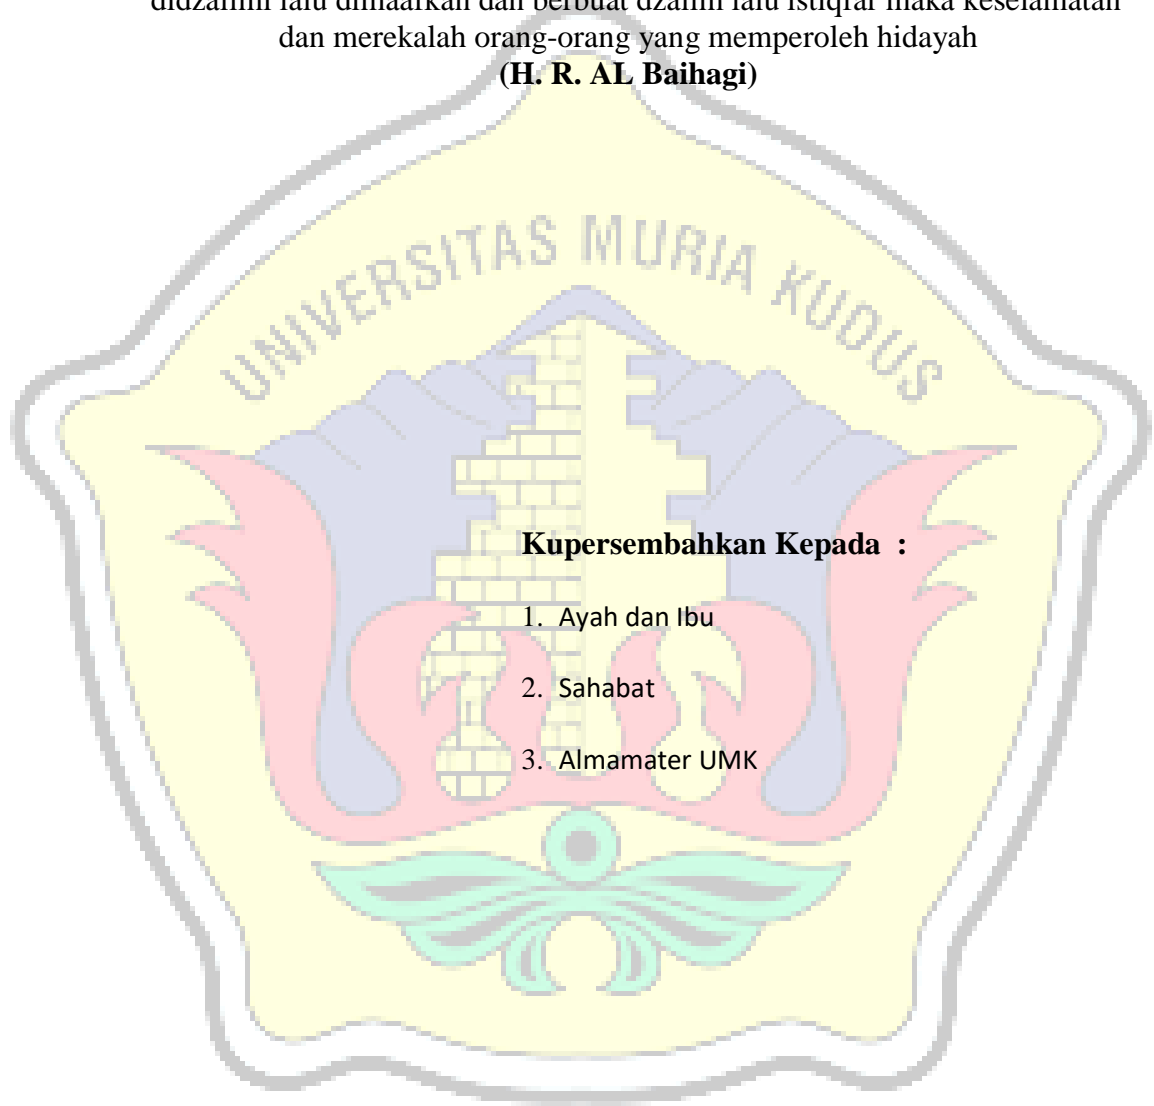 didzalimi lalu dimaafkan dan berbuat dzalim lalu istiqfar maka keselamatan
dan merekalah orang-orang yang memperoleh hidayah
(H. R. AL Baihagi)
UNIVERSITAS MURIA KUDUS
Kupersembahkan Kepada :
1. Ayah dan Ibu
2. Sahabat
3. Almamater UMK